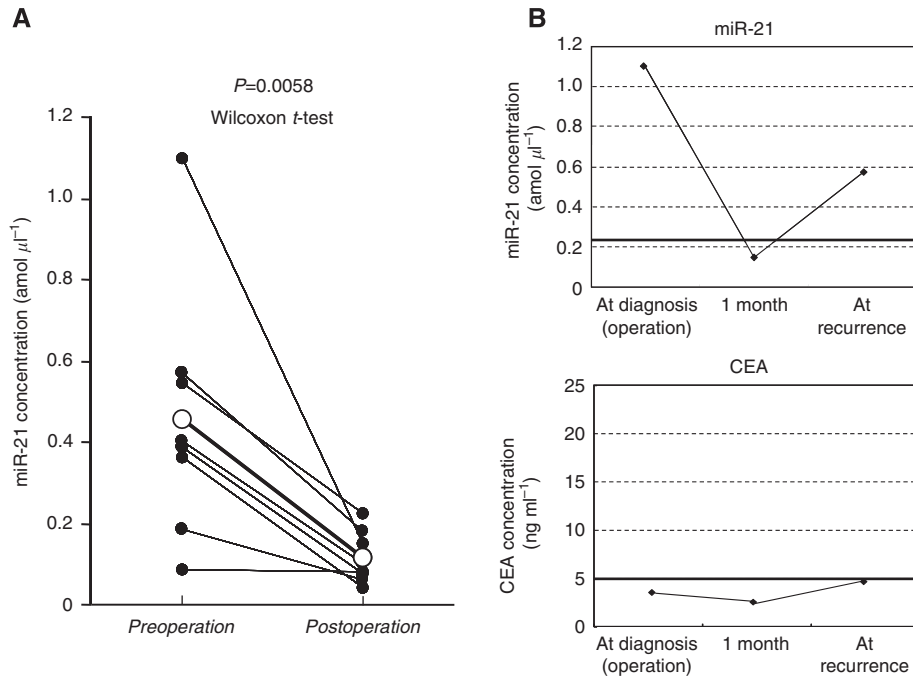 A
P=0.0058
Wilcoxon t-test
miR-21 concentration (amol μl⁻¹)
1.2
1.0
0.8
0.6
0.4
0.2
0
Preoperation
Postoperation
B
miR-21
miR-21 concentration
(amol μl⁻¹)
1.2
1.0
0.8
0.6
0.4
0.2
0
At diagnosis
(operation)
1 month
At
recurrence
CEA
CEA concentration
(ng ml⁻¹)
25
20
15
10
5
0
At diagnosis
(operation)
1 month
At
recurrence